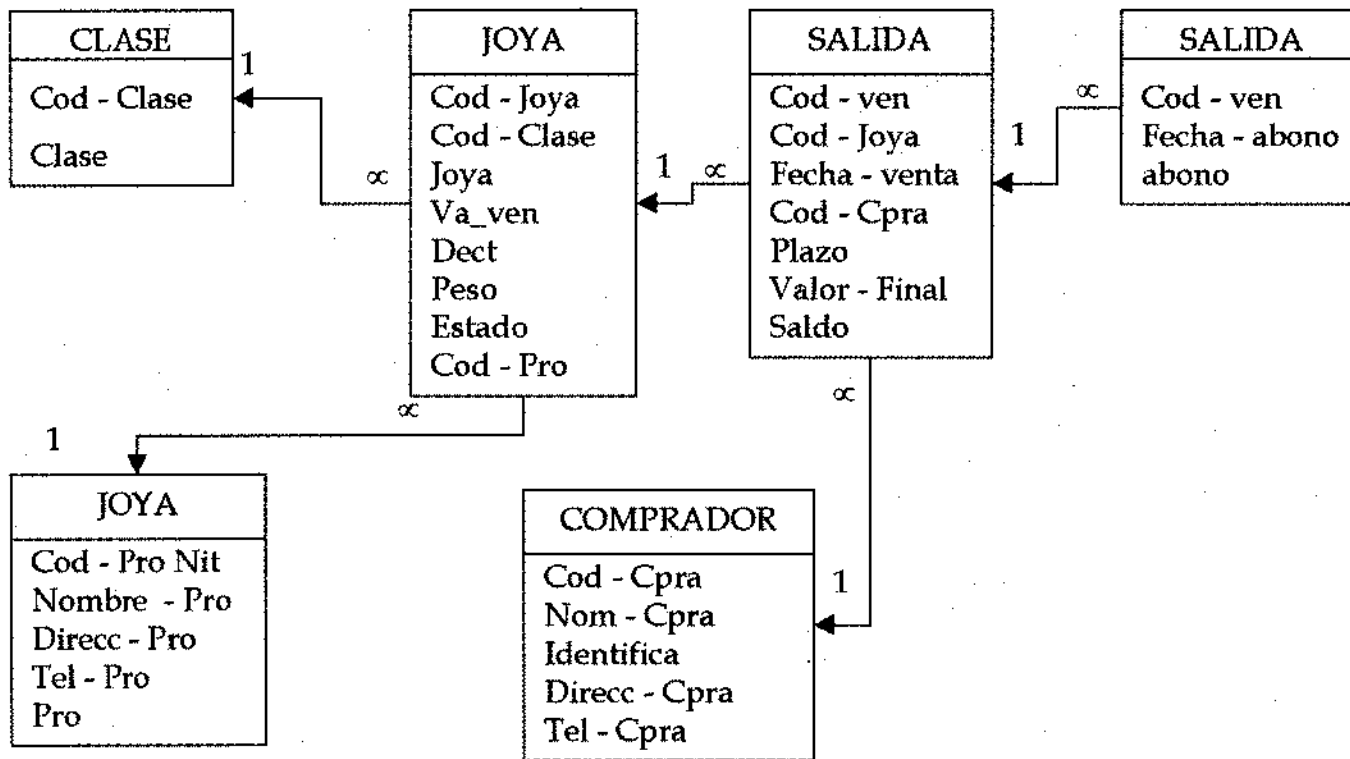 CLASE
1
Cod - Clase
Clase
∝
JOYA
Cod - Joya
Cod - Clase
Joya
Va_ven
Dect
Peso
Estado
Cod - Pro
1
∝
SALIDA
Cod - ven
Cod - Joya
Fecha - venta
Cod - Cpra
Plazo
Valor - Final
Saldo
1
∝
SALIDA
Cod - ven
Fecha - abono
abono
∝
1
JOYA
Cod - Pro Nit
Nombre - Pro
Direcc - Pro
Tel - Pro
Pro
∝
1
COMPRADOR
Cod - Cpra
Nom - Cpra
Identifica
Direcc - Cpra
Tel - Cpra